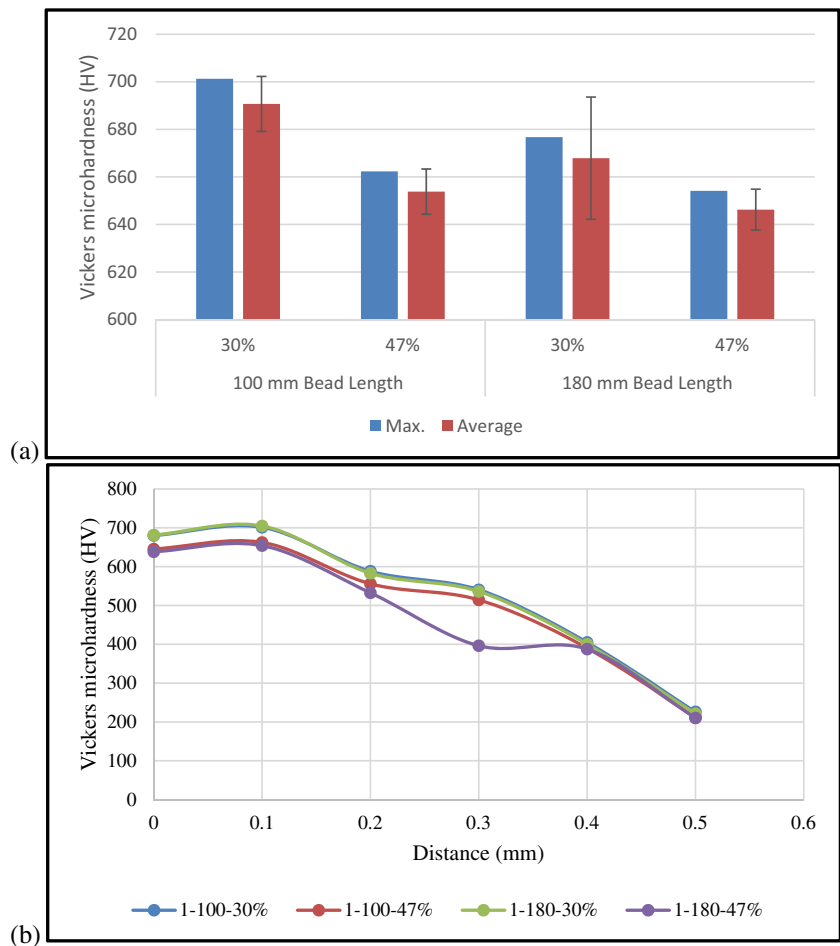 720
700
680
660
640
620
600
Vickers microhardness (HV)
30% 47% 30% 47%
100 mm Bead Length 180 mm Bead Length
Max. Average
(a)
800
700
600
500
400
300
200
100
0
Vickers microhardness (HV)
0 0.1 0.2 0.3 0.4 0.5 0.6
Distance (mm)
1-100-30% 1-100-47% 1-180-30% 1-180-47%
(b)